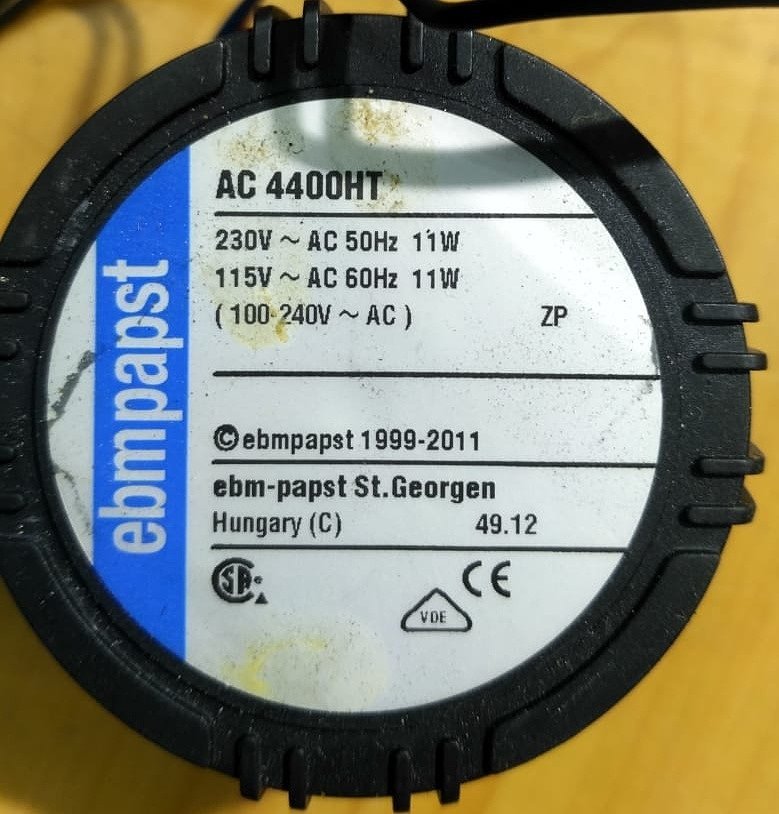 ebmpapst
AC 4400HT
230V ~ AC 50Hz 11W
115V ~ AC 60Hz 11W
( 100-240V ~ AC ) ZP
©ebmpapst 1999-2011
ebm-papst St.Georgen
Hungary (C) 49.12
SA
CE
VDE